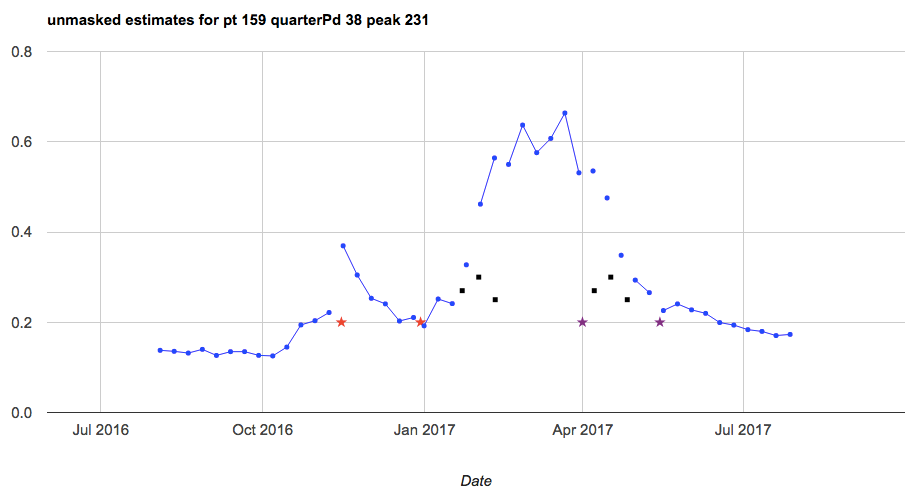 unmasked estimates for pt 159 quarterPd 38 peak 231
0.8
0.6
0.4
0.2
0.0
Jul 2016 Oct 2016 Jan 2017 Apr 2017 Jul 2017
Date